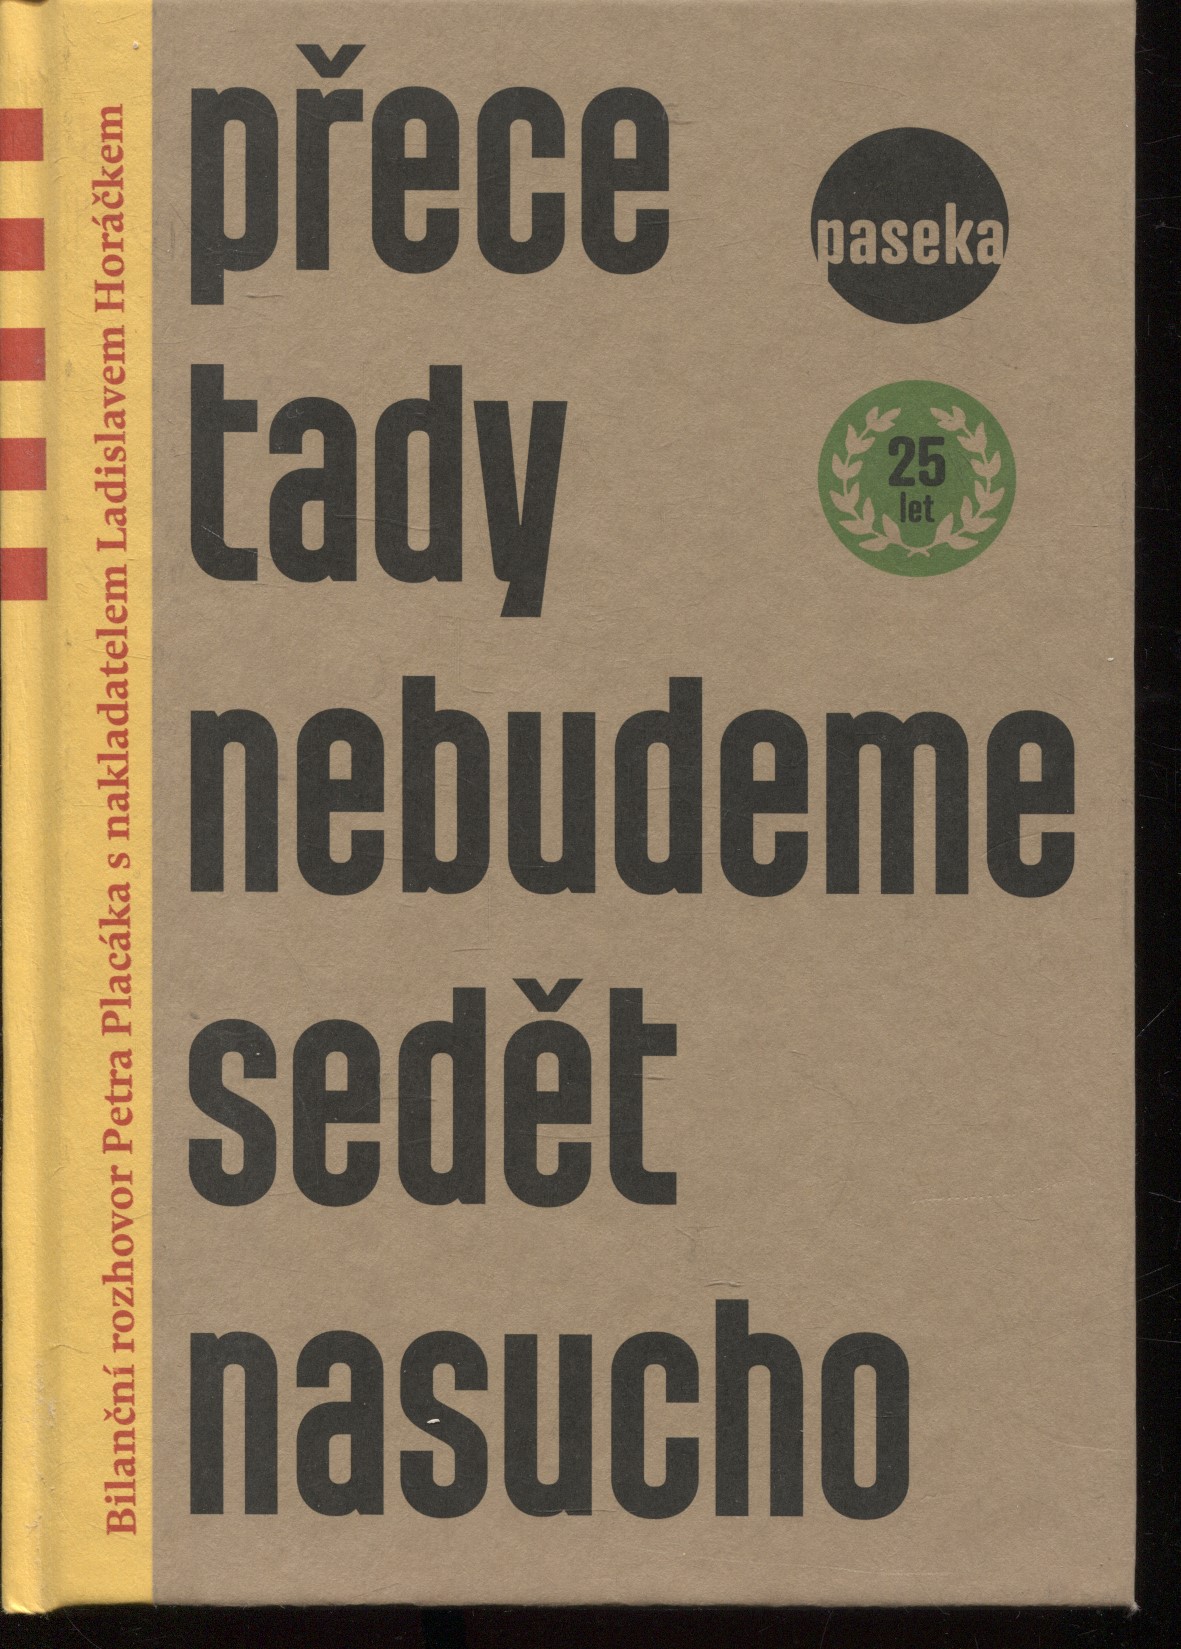 přece
tady
nebudeme
sedět
nasucho
paseka
25
let
Bilanční rozhovor Petra Placáka s nakladatelem Ladislavem Horáčkem